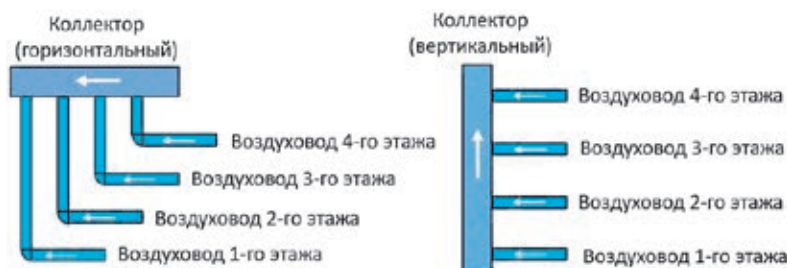 Коллектор
(горизонтальный)
Воздуховод 4-го этажа
Воздуховод 3-го этажа
Воздуховод 2-го этажа
Воздуховод 1-го этажа
Коллектор
(вертикальный)
Воздуховод 4-го этажа
Воздуховод 3-го этажа
Воздуховод 2-го этажа
Воздуховод 1-го этажа